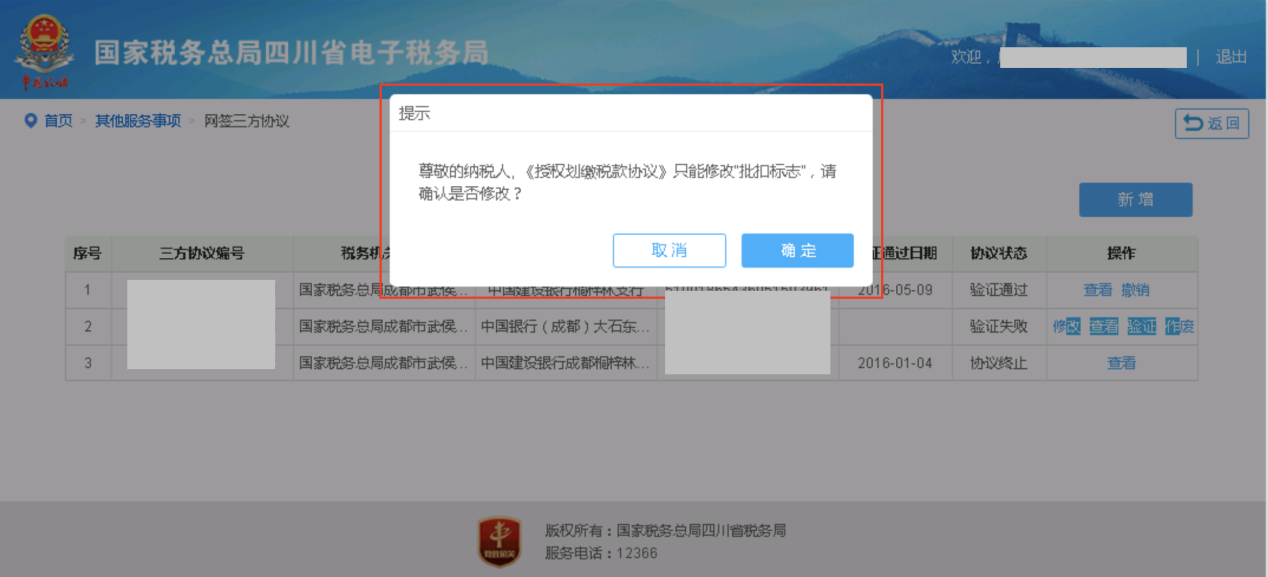 国家税务总局四川省电子税务局
欢迎，
退出
首页 > 其他服务事项 > 网签三方协议
返回
提示
尊敬的纳税人，《授权划缴税款协议》只能修改"批扣标志"，请
确认是否修改？
取消 确定
新增
序号 三方协议编号 税务机 证通过日期 协议状态 操作
1 国家税务总局成都市武侯... 中国建设银行桐梓林支行 2016-05-09 验证通过 查看 撤销
2 国家税务总局成都市武侯... 中国银行（成都）大石东... 验证失败 修改 查看 验证 作废
3 国家税务总局成都市武侯... 中国建设银行成都桐梓林... 2016-01-04 协议终止 查看
版权所有：国家税务总局四川省税务局
服务电话：12366
党政机关